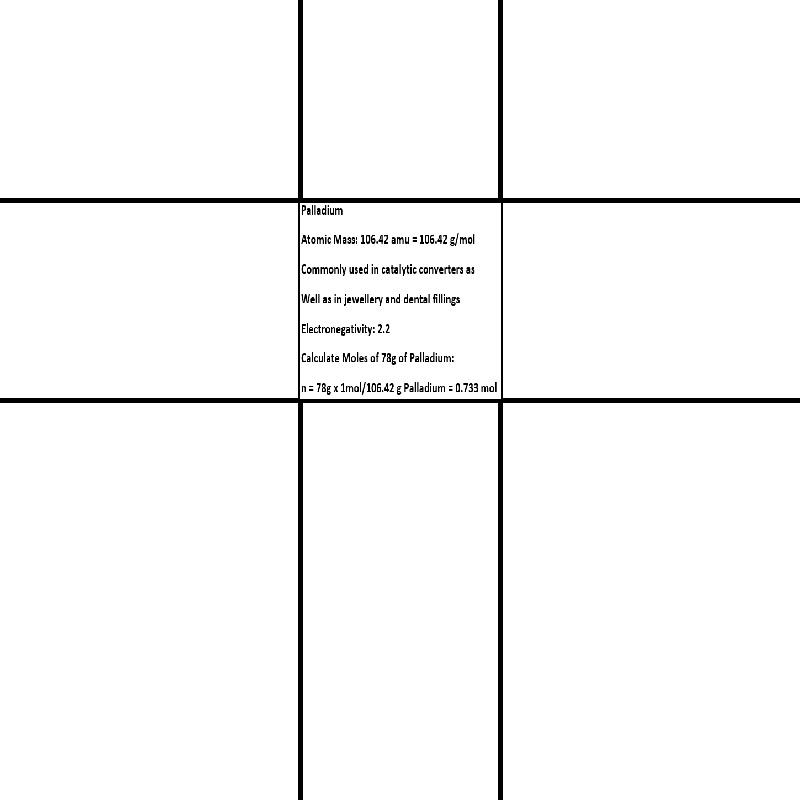 Palladium
Atomic Mass: 106.42 amu = 106.42 g/mol
Commonly used in catalytic converters as
Well as in jewellery and dental fillings
Electronegativity: 2.2
Calculate Moles of 78g of Palladium:
n = 78g x 1mol/106.42 g Palladium = 0.733 mol